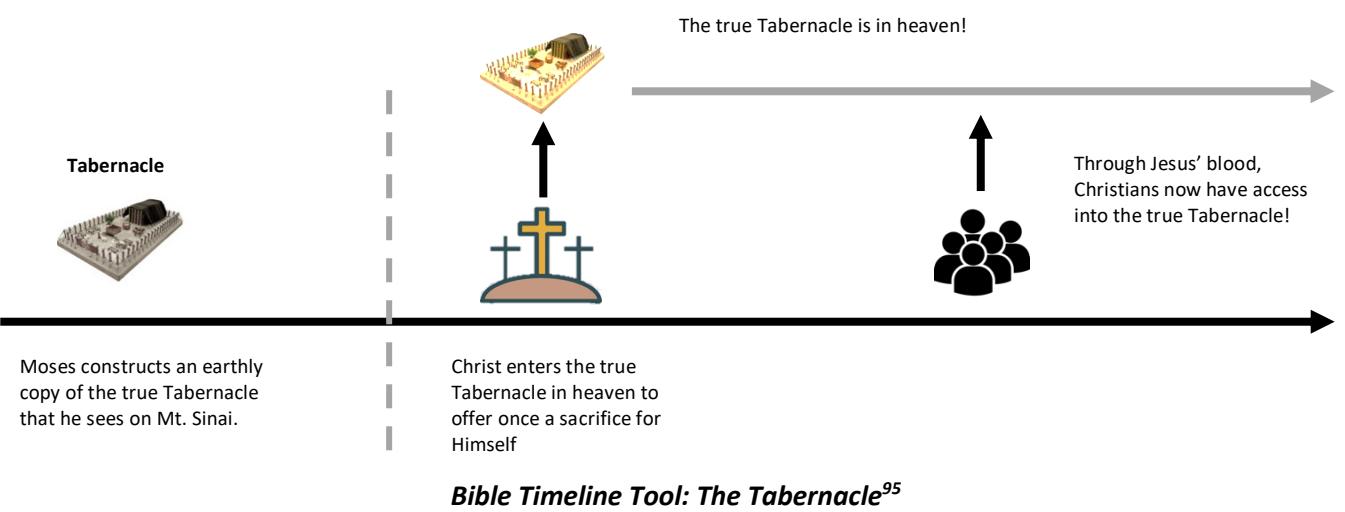 The true Tabernacle is in heaven!
Tabernacle
Through Jesus’ blood,
Christians now have access
into the true Tabernacle!
Moses constructs an earthly
copy of the true Tabernacle
that he sees on Mt. Sinai.
Christ enters the true
Tabernacle in heaven to
offer once a sacrifice for
Himself
Bible Timeline Tool: The Tabernacle95